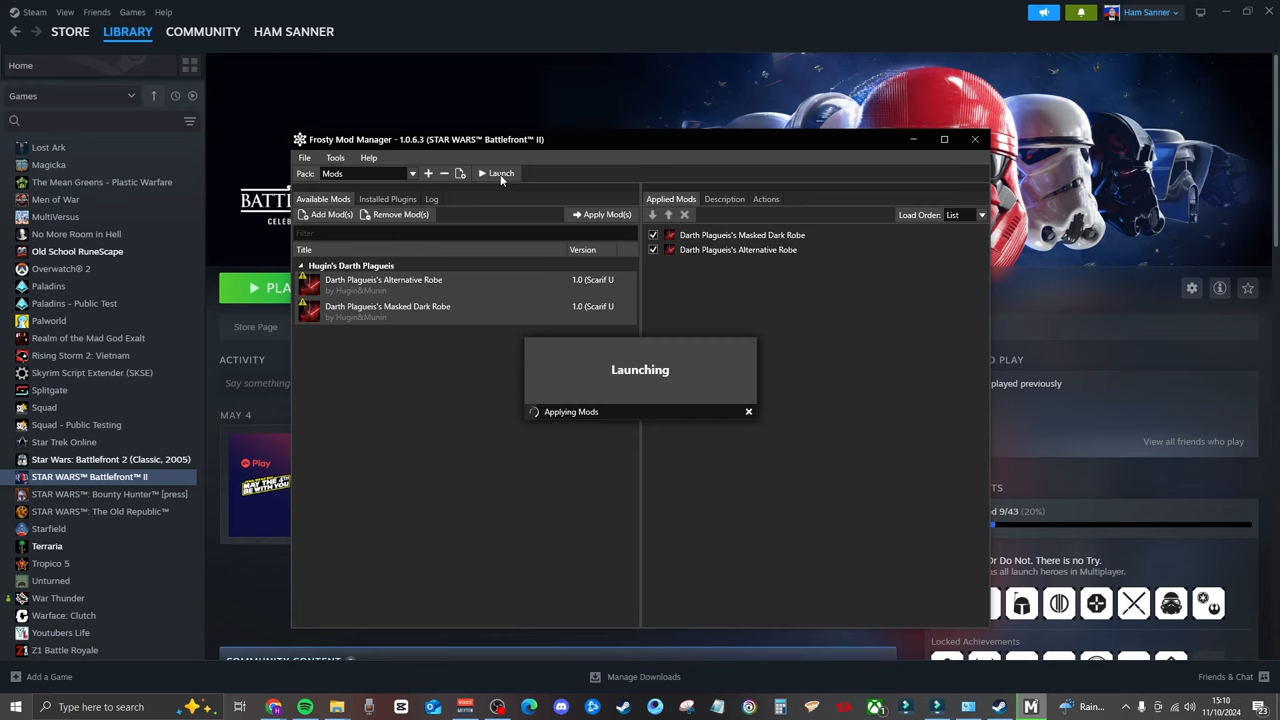 Steam View Friends Games Help
Ham Sanner
STORE LIBRARY COMMUNITY HAM SANNER
Home
Games
Lost Ark
Magicka
The Mean Greens - Plastic Warfare
Men of War
MultiVersus
No More Room in Hell
Old School RuneScape
Overwatch® 2
Paladins
Paladins - Public Test
Palworld
Realm of the Mad God Exalt
Rising Storm 2: Vietnam
Skyrim Script Extender (SKSE)
Splitgate
Squad
Squad - Public Testing
Star Trek Online
Star Wars: Battlefront 2 (Classic, 2005)
STAR WARS™ Battlefront™ II
STAR WARS™: Bounty Hunter™ [press]
STAR WARS™: The Old Republic™
Starfield
Terraria
Tropico 5
Unturned
War Thunder
Warface: Clutch
Youtubers Life
Z1 Battle Royale
Store Page
ACTIVITY
Say something
MAY 4
Play
Frosty Mod Manager - 1.0.6.3 (STAR WARS™ Battlefront™ II)
File Tools Help
Pack: Mods Launch
Available Mods Installed Plugins Log
Add Mod(s) Remove Mod(s) Apply Mod(s)
Filter
Title Version
Hugin's Darth Plagueis
Darth Plagueis's Alternative Robe 1.0 (Scarif U
by Hugin&Munin
Darth Plagueis's Masked Dark Robe 1.0 (Scarif U
by Hugin&Munin
Applied Mods Description Actions
Load Order: List
Darth Plagueis's Masked Dark Robe
Darth Plagueis's Alternative Robe
Launching
Applying Mods
O PLAY
played previously
View all friends who play
TS
d 9/43 (20%)
Or Do Not. There is no Try.
as all launch heroes in Multiplayer.
Locked Achievements
COMMUNITY CONTENT
Add a Game Manage Downloads Friends & Chat
Type here to search
Rain...
15:10
11/10/2024